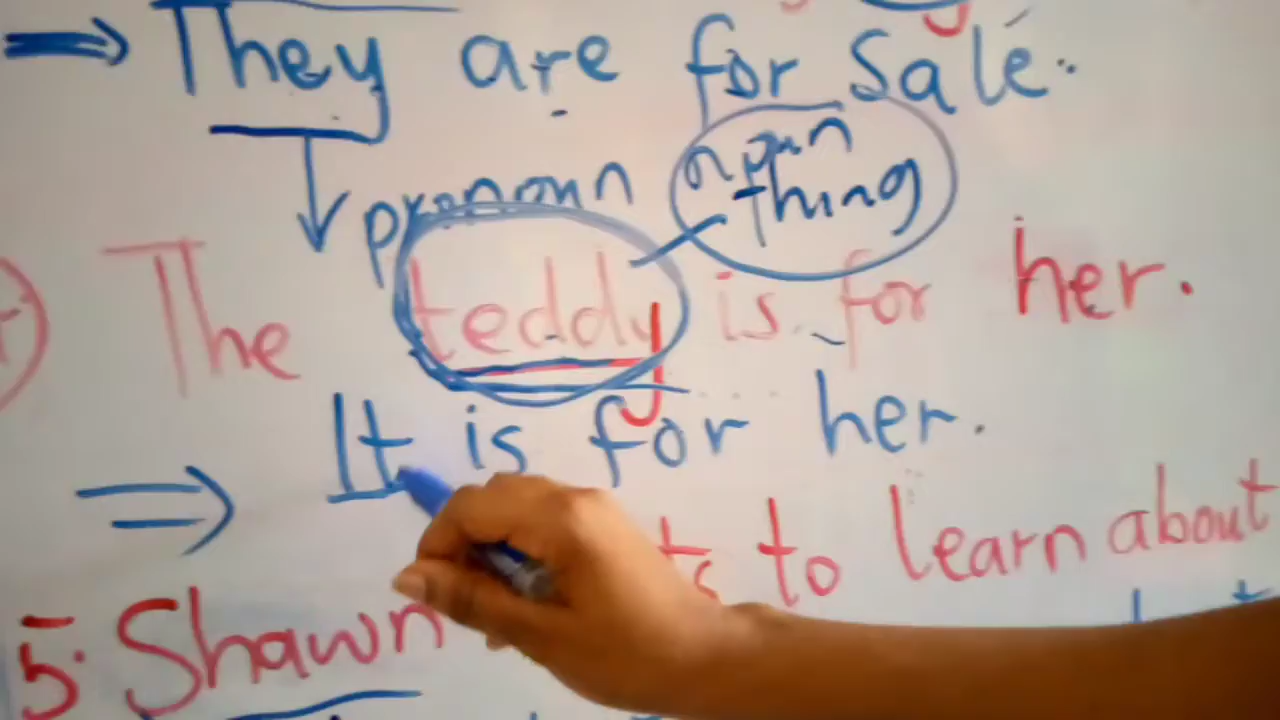 They are for Sale.
pronoun
noun
thing
The teddy is for her.
It is for her.
5. Shawn to learn about